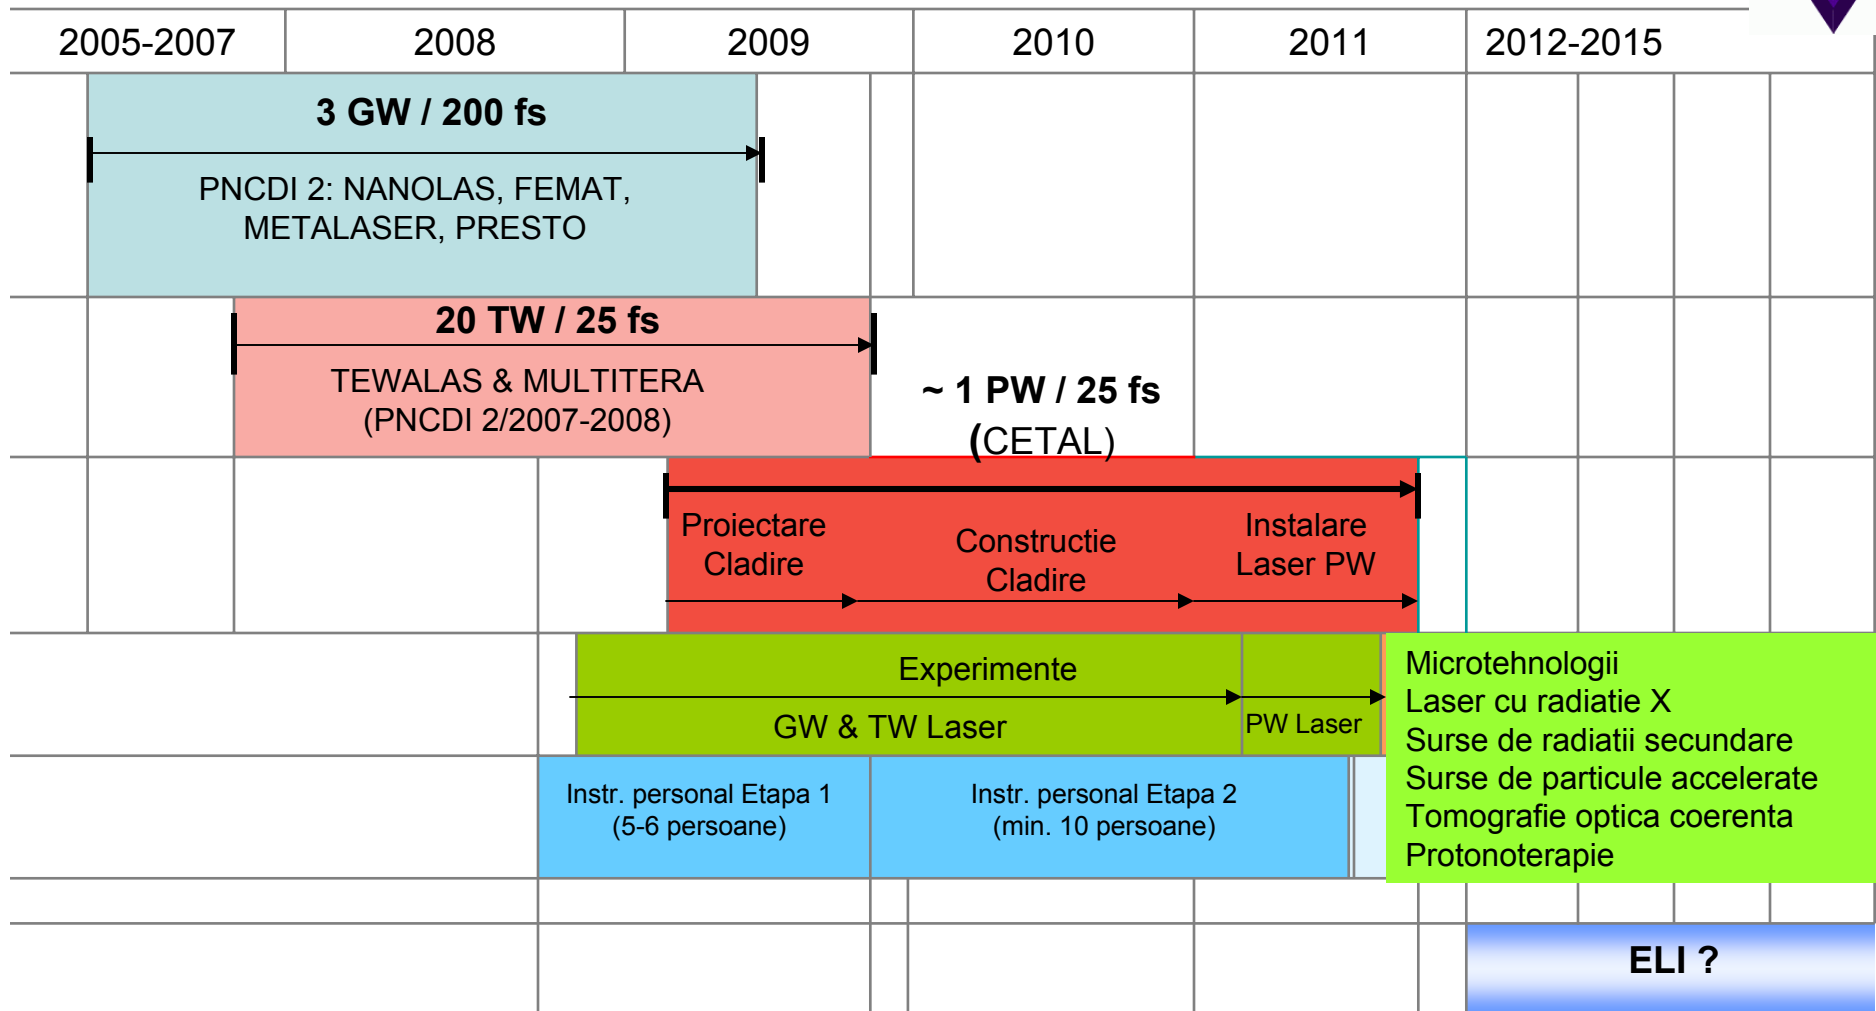 2005-2007 2008 2009 2010 2011 2012-2015
3 GW / 200 fs
PNCDI 2: NANOLAS, FEMAT,
METALASER, PRESTO
20 TW / 25 fs
TEWALAS & MULTITERA
(PNCDI 2/2007-2008)
~ 1 PW / 25 fs
(CETAL)
Proiectare
Cladire
Constructie
Cladire
Instalare
Laser PW
Experimente
GW & TW Laser
PW Laser
Microtehnologii
Laser cu radiatie X
Surse de radiatii secundare
Surse de particule accelerate
Tomografie optica coerenta
Protonoterapie
Instr. personal Etapa 1
(5-6 persoane)
Instr. personal Etapa 2
(min. 10 persoane)
ELI ?